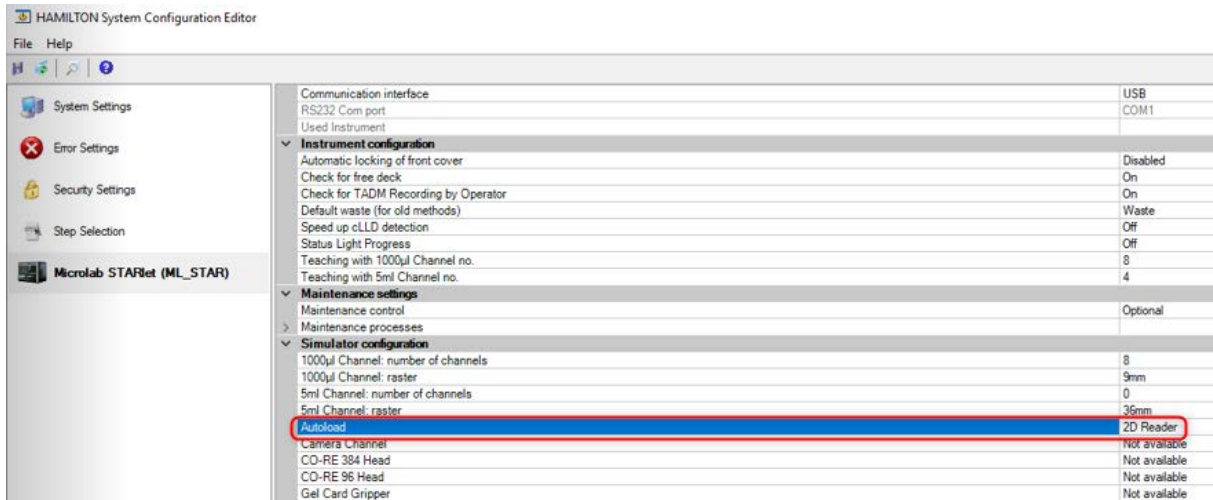 HAMILTON System Configuration Editor
File Help
System Settings
Error Settings
Security Settings
Step Selection
Microlab STARlet (ML_STAR)
Communication interface USB
RS232 Com port COM1
Used Instrument
Instrument configuration
Automatic locking of front cover Disabled
Check for free deck On
Check for TADM Recording by Operator On
Default waste (for old methods) Waste
Speed up cLLD detection Off
Status Light Progress Off
Teaching with 1000µl Channel no. 8
Teaching with 5ml Channel no. 4
Maintenance settings
Maintenance control Optional
Maintenance processes
Simulator configuration
1000µl Channel: number of channels 8
1000µl Channel: raster 9mm
5ml Channel: number of channels 0
5ml Channel: raster 36mm
Autoload 2D Reader
Camera Channel Not available
CO-RE 384 Head Not available
CO-RE 96 Head Not available
Gel Card Gripper Not available